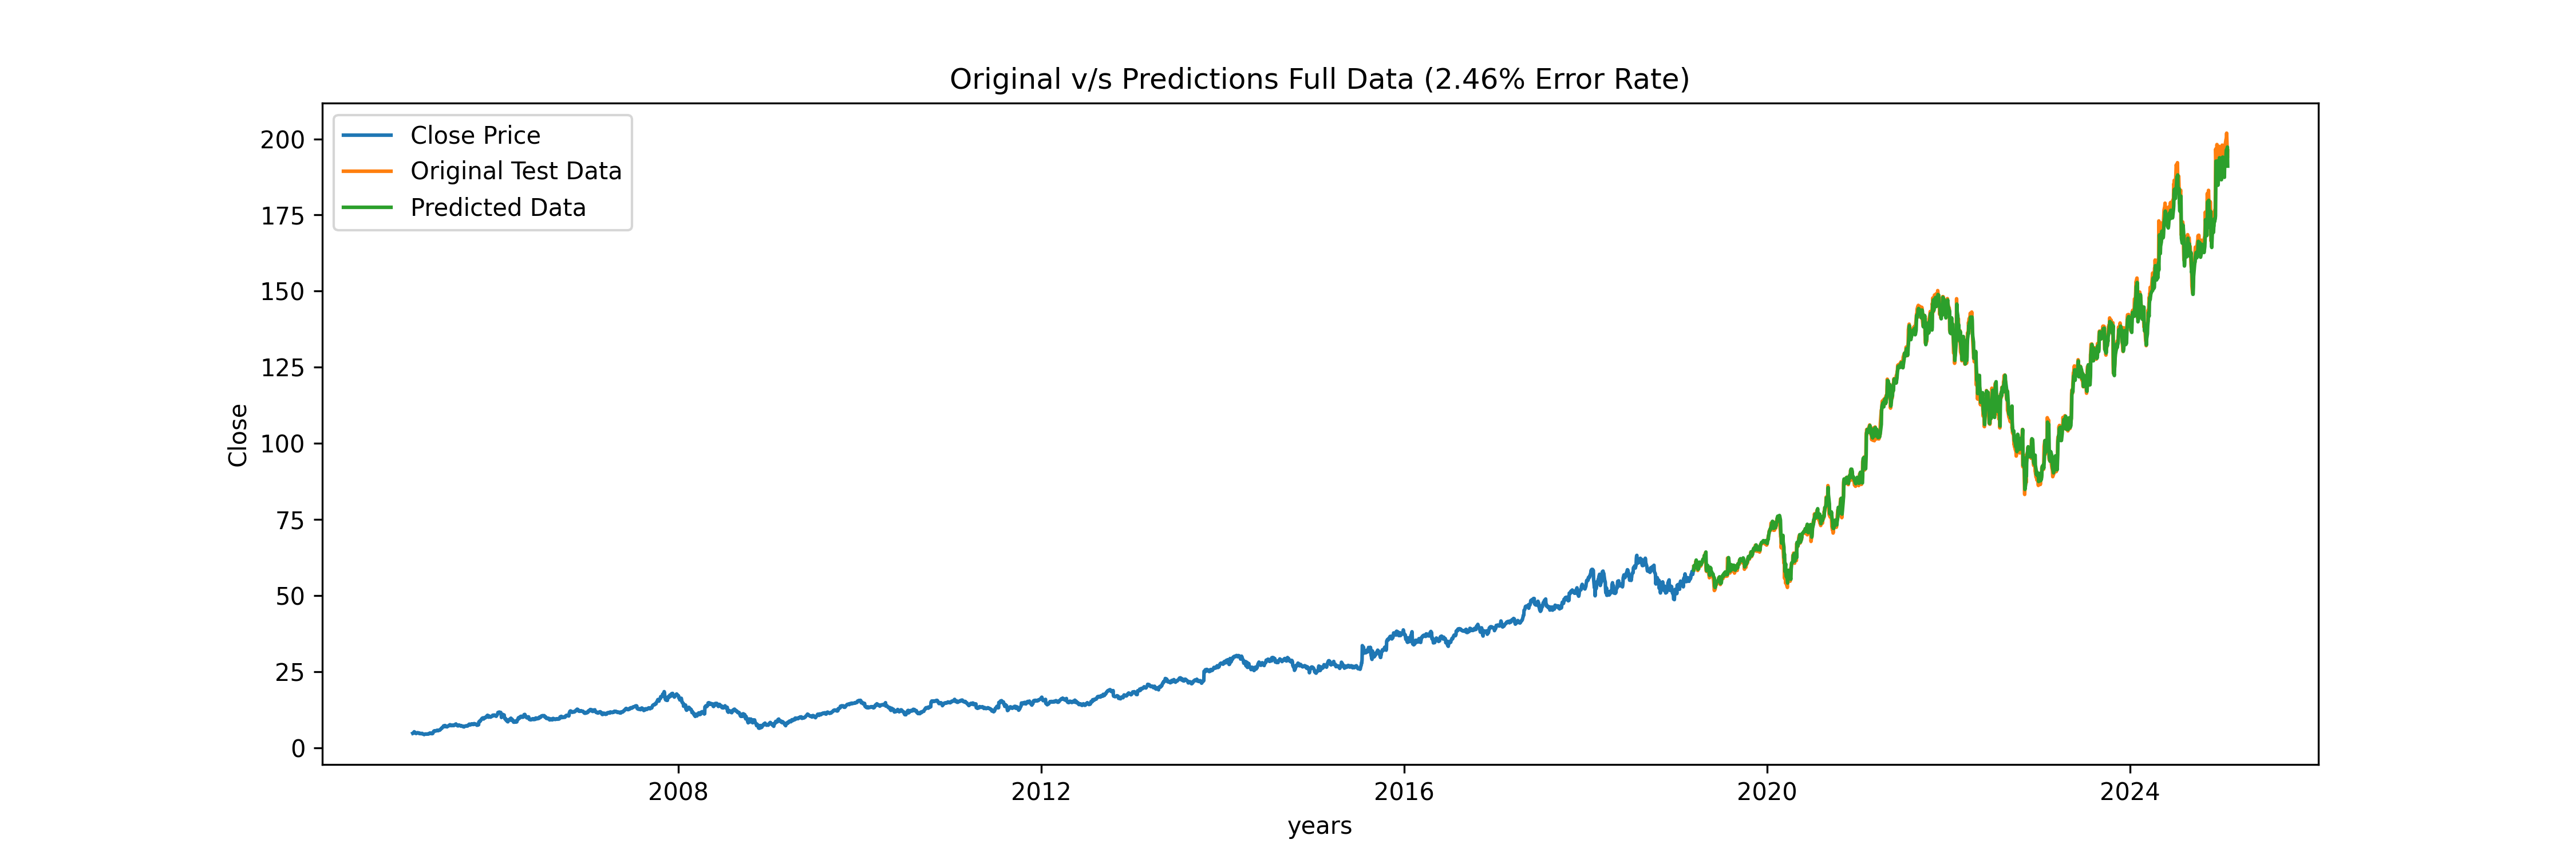 Original v/s Predictions Full Data (2.46% Error Rate)
Close Price
Original Test Data
Predicted Data
200
175
150
125
100
75
50
25
0
Close
2008
2012
2016
2020
2024
years